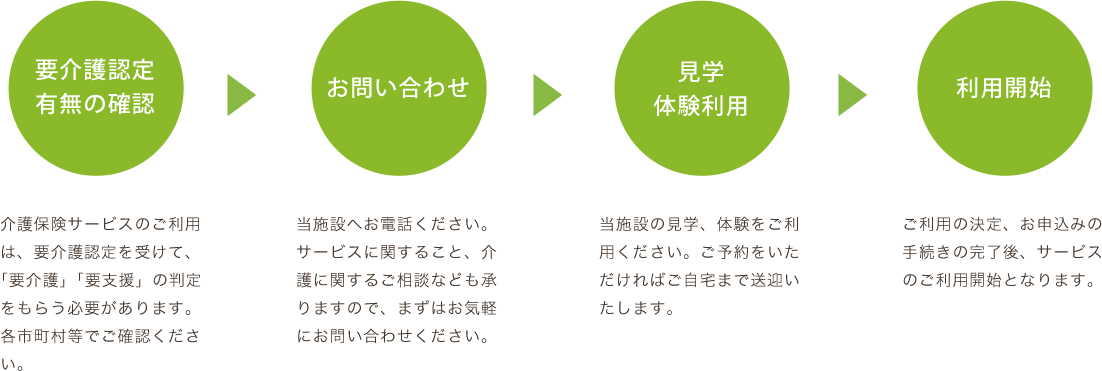 要介護認定
有無の確認
お問い合わせ
見学
体験利用
利用開始
介護保険サービスのご利用
は、要介護認定を受けて、
「要介護」「要支援」の判定
をもらう必要があります。
各市町村等でご確認くださ
い。
当施設へお電話ください。
サービスに関すること、介
護に関するご相談なども承
りますので、まずはお気軽
にお問い合わせください。
当施設の見学、体験をご利
用ください。ご予約をいた
だければご自宅まで送迎い
たします。
ご利用の決定、お申込みの
手続きの完了後、サービス
のご利用開始となります。